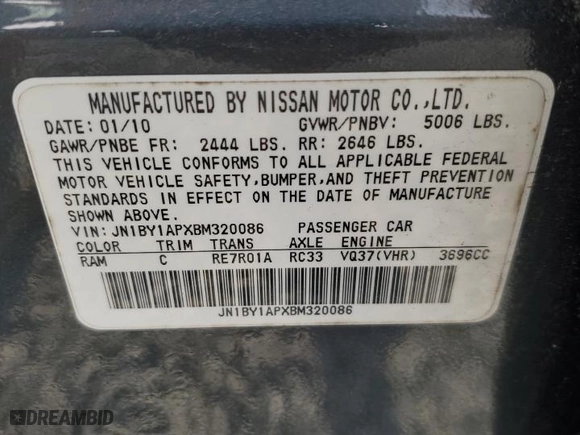 MANUFACTURED BY NISSAN MOTOR CO.,LTD.
DATE: 01/10 GVWR/PNBV: 5006 LBS.
GAWR/PNBE FR: 2444 LBS. RR: 2646 LBS.
THIS VEHICLE CONFORMS TO ALL APPLICABLE FEDERAL
MOTOR VEHICLE SAFETY,BUMPER,AND THEFT PREVENTION
STANDARDS IN EFFECT ON THE DATE OF MANUFACTURE
SHOWN ABOVE.
VIN: JN1BY1APXBM320086 PASSENGER CAR
COLOR TRIM TRANS AXLE ENGINE
RAM C RE7R01A RC33 VQ37(VHR) 3696CC
JN1BY1APXBM320086
DREAMBID